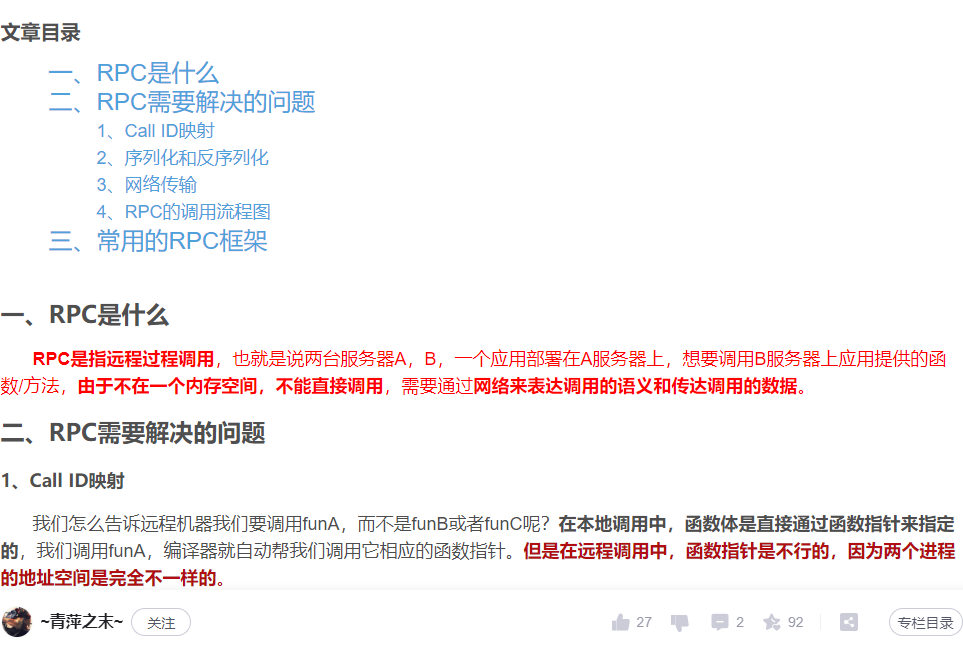 文章目录
一、RPC是什么
二、RPC需要解决的问题
1、Call ID映射
2、序列化和反序列化
3、网络传输
4、RPC的调用流程图
三、常用的RPC框架
一、RPC是什么
RPC是指远程过程调用，也就是说两台服务器A，B，一个应用部署在A服务器上，想要调用B服务器上应用提供的函
数/方法，由于不在一个内存空间，不能直接调用，需要通过网络来表达调用的语义和传达调用的数据。
二、RPC需要解决的问题
1、Call ID映射
我们怎么告诉远程机器我们要调用funA，而不是funB或者funC呢？在本地调用中，函数体是直接通过函数指针来指定
的，我们调用funA，编译器就自动帮我们调用它相应的函数指针。但是在远程调用中，函数指针是不行的，因为两个进程
的地址空间是完全不一样的。
~青萍之末~ 关注 27 2 92 专栏目录